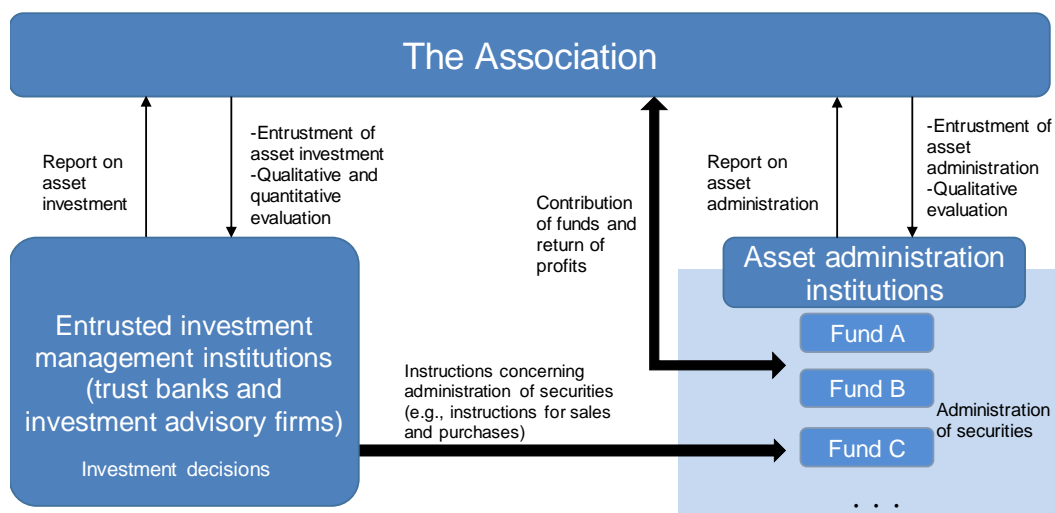 The Association
Report on
asset
investment
-Entrustment of
asset investment
-Qualitative and
quantitative
evaluation
Contribution
of funds and
return of
profits
Report on
asset
administration
-Entrustment of
asset
administration
-Qualitative
evaluation
Entrusted investment
management institutions
(trust banks and
investment advisory firms)
Investment decisions
Instructions concerning
administration of securities
(e.g., instructions for sales
and purchases)
Asset administration
institutions
Fund A
Fund B
Fund C
Administration
of securities
. . .